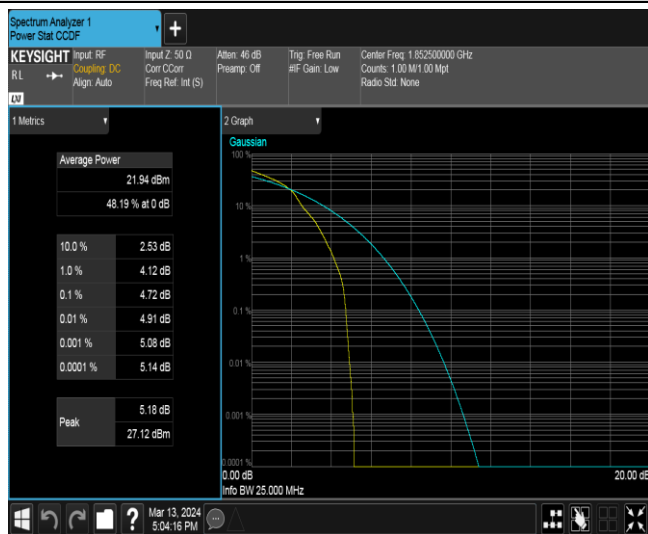 Spectrum Analyzer 1
Power Stat CCDF
+
KEYSIGHT
RL
LXI
Input: RF
Coupling: DC
Align: Auto
Input Z: 50 Ω
Corr CCorr
Freq Ref: Int (S)
Atten: 46 dB
Preamp: Off
Trig: Free Run
#IF Gain: Low
Center Freq: 1.852500000 GHz
Counts: 1.00 M/1.00 Mpt
Radio Std: None
1 Metrics
Average Power
21.94 dBm
48.19 % at 0 dB
10.0 % 2.53 dB
1.0 % 4.12 dB
0.1 % 4.72 dB
0.01 % 4.91 dB
0.001 % 5.08 dB
0.0001 % 5.14 dB
Peak
5.18 dB
27.12 dBm
2 Graph
Gaussian
100 %
10 %
1 %
0.1 %
0.01 %
0.001 %
0.0001 %
0.00 dB
20.00 dB
Info BW 25.000 MHz
?
Mar 13, 2024
5:04:16 PM